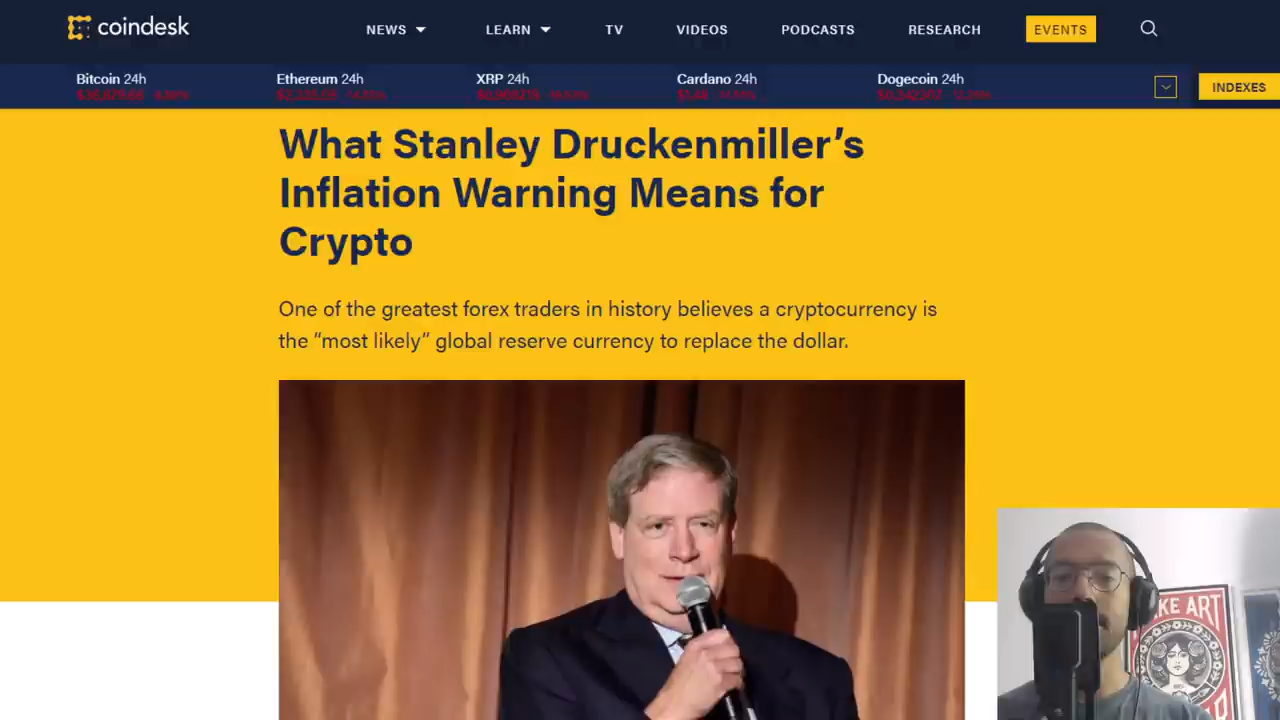 coindesk
NEWS
LEARN
TV
VIDEOS
PODCASTS
RESEARCH
EVENTS
Bitcoin 24h
Ethereum 24h
XRP 24h
Cardano 24h
Dogecoin 24h
INDEXES
What Stanley Druckenmiller’s
Inflation Warning Means for
Crypto
One of the greatest forex traders in history believes a cryptocurrency is
the “most likely” global reserve currency to replace the dollar.
ART